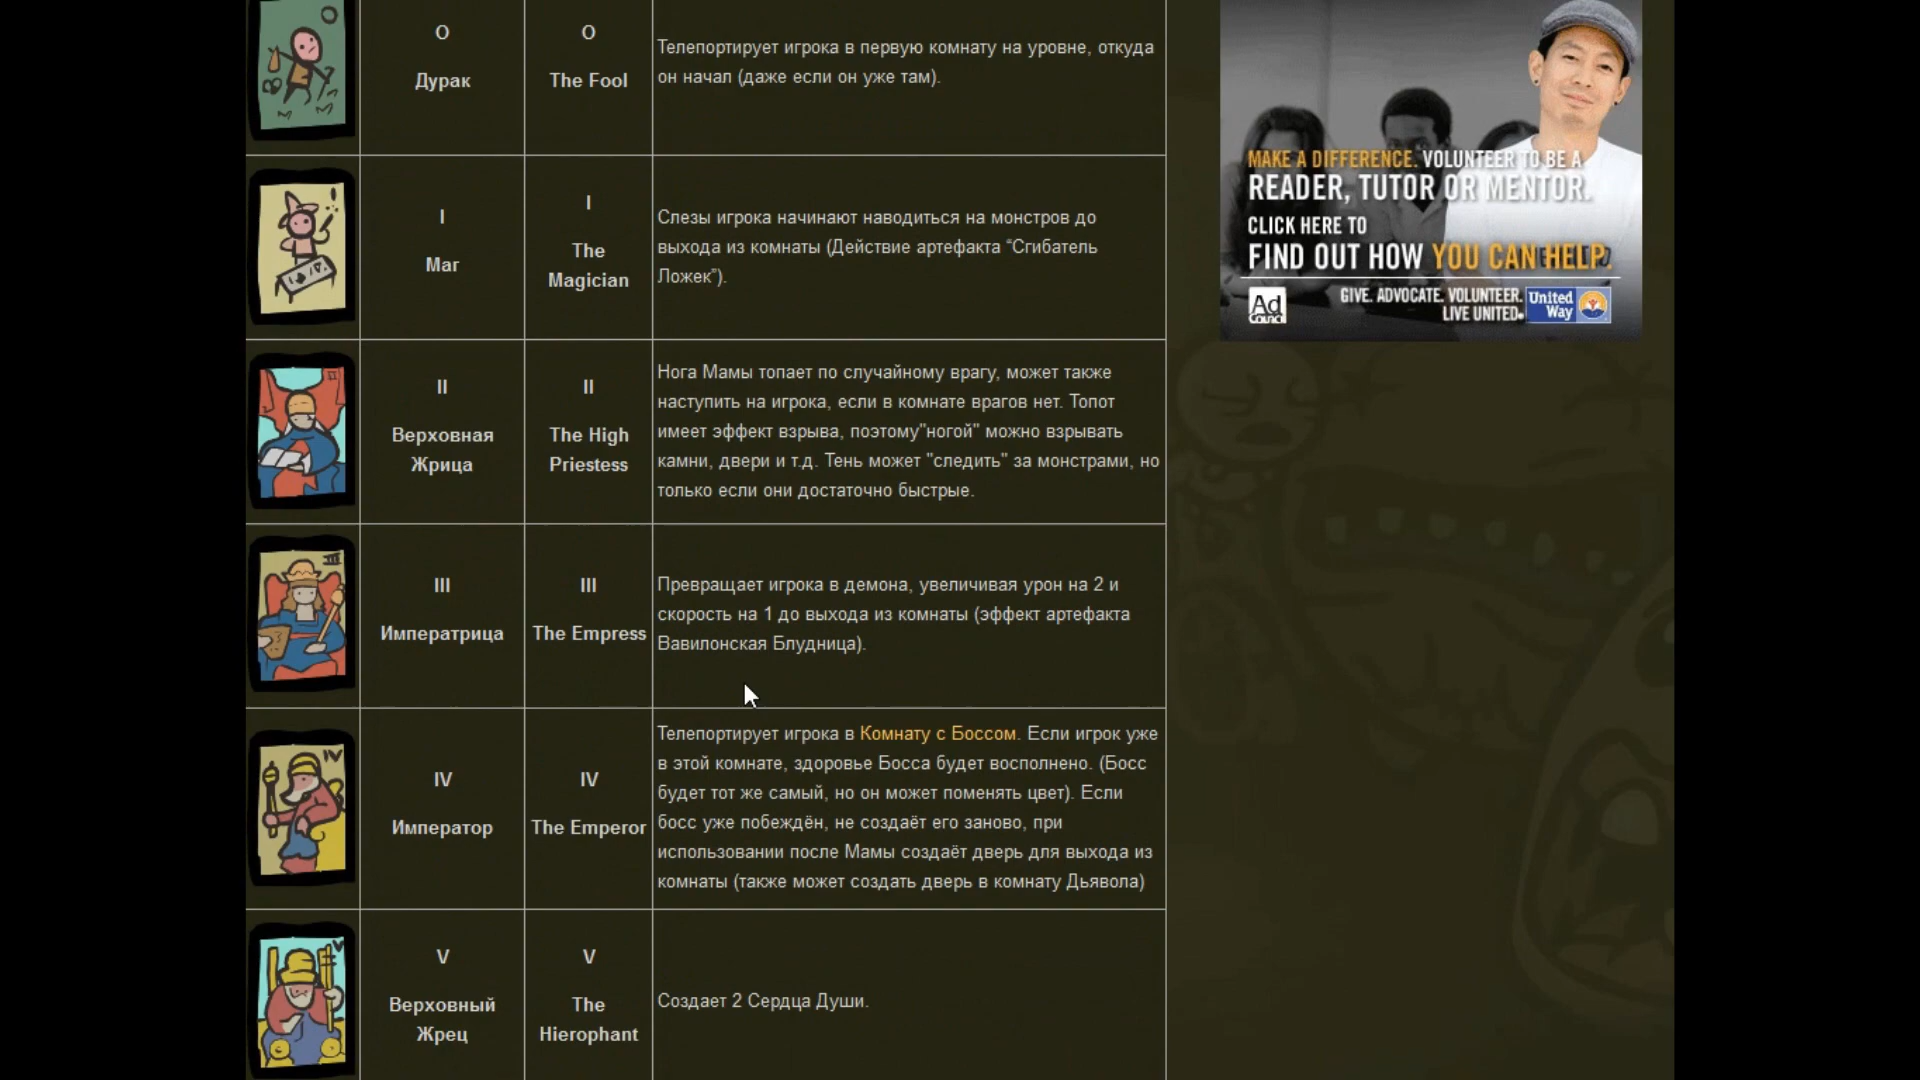 O
Дурак
O
The Fool
Телепортирует игрока в первую комнату на уровне, откуда
он начал (даже если он уже там).
I
Маг
I
The
Magician
Слезы игрока начинают наводиться на монстров до
выхода из комнаты (Действие артефакта “Сгибатель
Ложек”).
II
Верховная
Жрица
II
The High
Priestess
Нога Мамы топает по случайному врагу, может также
наступить на игрока, если в комнате врагов нет. Топот
имеет эффект взрыва, поэтому"ногой" можно взрывать
камни, двери и т.д. Тень может "следить" за монстрами, но
только если они достаточно быстрые.
III
Императрица
III
The Empress
Превращает игрока в демона, увеличивая урон на 2 и
скорость на 1 до выхода из комнаты (эффект артефакта
Вавилонская Блудница).
IV
Император
IV
The Emperor
Телепортирует игрока в Комнату с Боссом. Если игрок уже
в этой комнате, здоровье Босса будет восполнено. (Босс
будет тот же самый, но он может поменять цвет). Если
босс уже побеждён, не создаёт его заново, при
использовании после Мамы создаёт дверь для выхода из
комнаты (также может создать дверь в комнату Дьявола)
V
Верховный
Жрец
V
The
Hierophant
Создает 2 Сердца Души.
MAKE A DIFFERENCE. VOLUNTEER TO BE A
READER, TUTOR OR MENTOR.
CLICK HERE TO
FIND OUT HOW YOU CAN HELP.
GIVE. ADVOCATE. VOLUNTEER.
LIVE UNITED
Ad
Council
United
Way